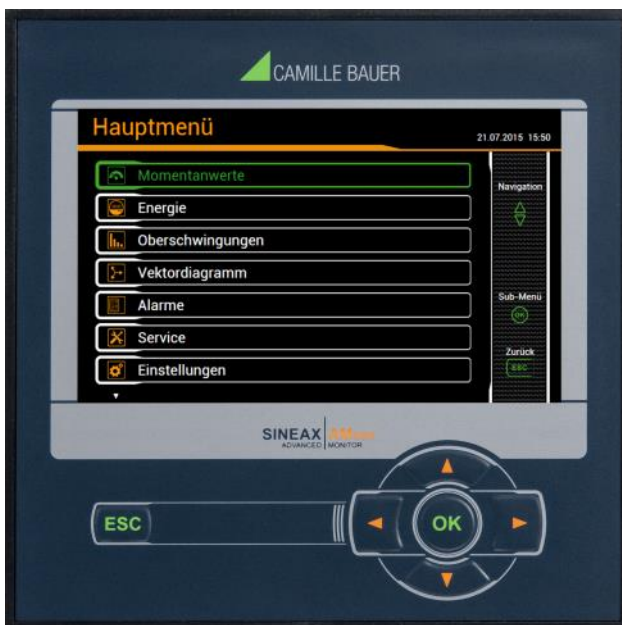 CAMILLE BAUER
Hauptmenü
21.07.2015 15:50
Momentanwerte
Navigation
Energie
Oberschwingungen
Vektordiagramm
Alarme
Sub-Menü
OK
Service
Zurück
ESC
Einstellungen
SINEAX
ADVANCED MONITOR
ESC
OK